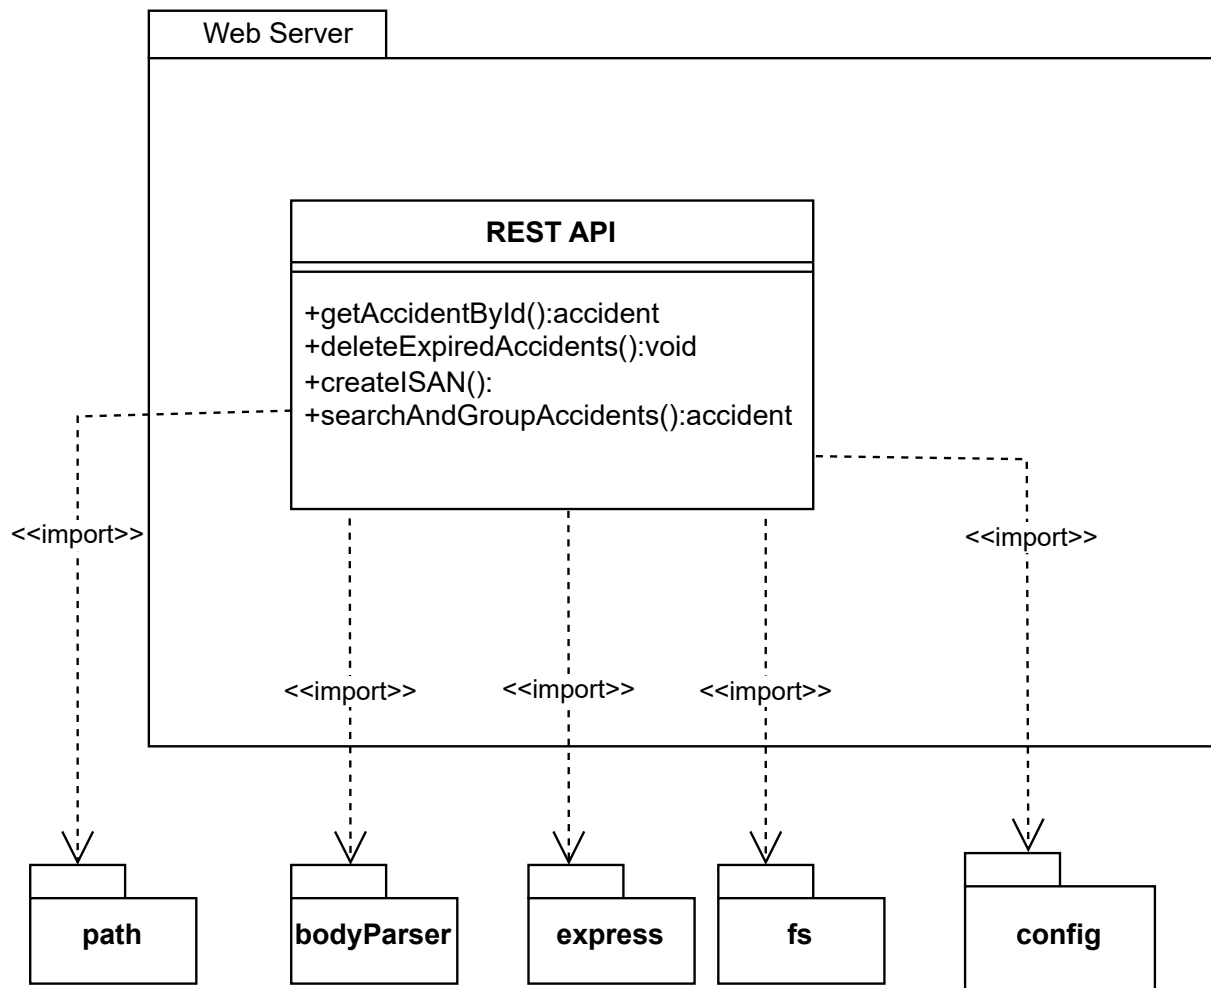 Web Server
REST API
+getAccidentById():accident
+deleteExpiredAccidents():void
+createISAN():
+searchAndGroupAccidents():accident
<<import>>
<<import>>
<<import>>
<<import>>
<<import>>
path
bodyParser
express
fs
config